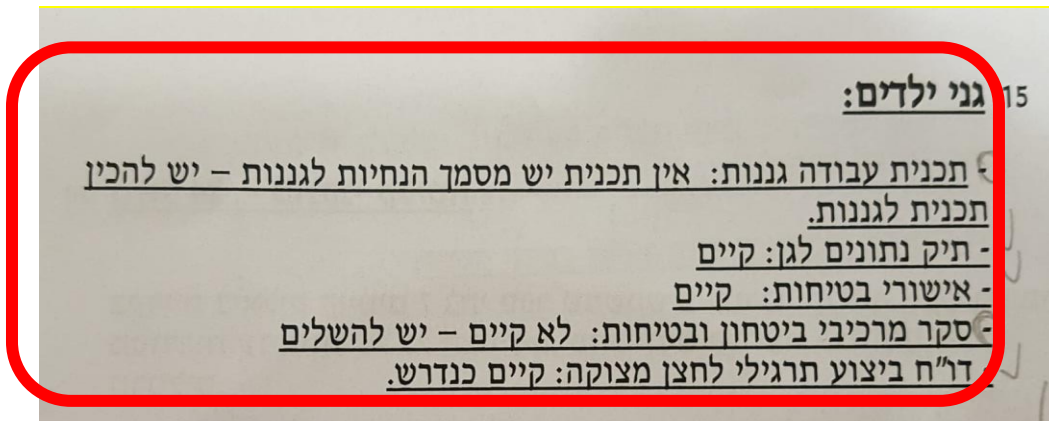 15 גני ילדים:
- תכנית עבודה גננות: אין תכנית יש מסמך הנחיות לגננות – יש להכין
תכנית לגננות.
- תיק נתונים לגן: קיים
- אישורי בטיחות: קיים
- סקר מרכיבי ביטחון ובטיחות: לא קיים – יש להשלים
- דו״ח ביצוע תרגילי לחצן מצוקה: קיים כנדרש.